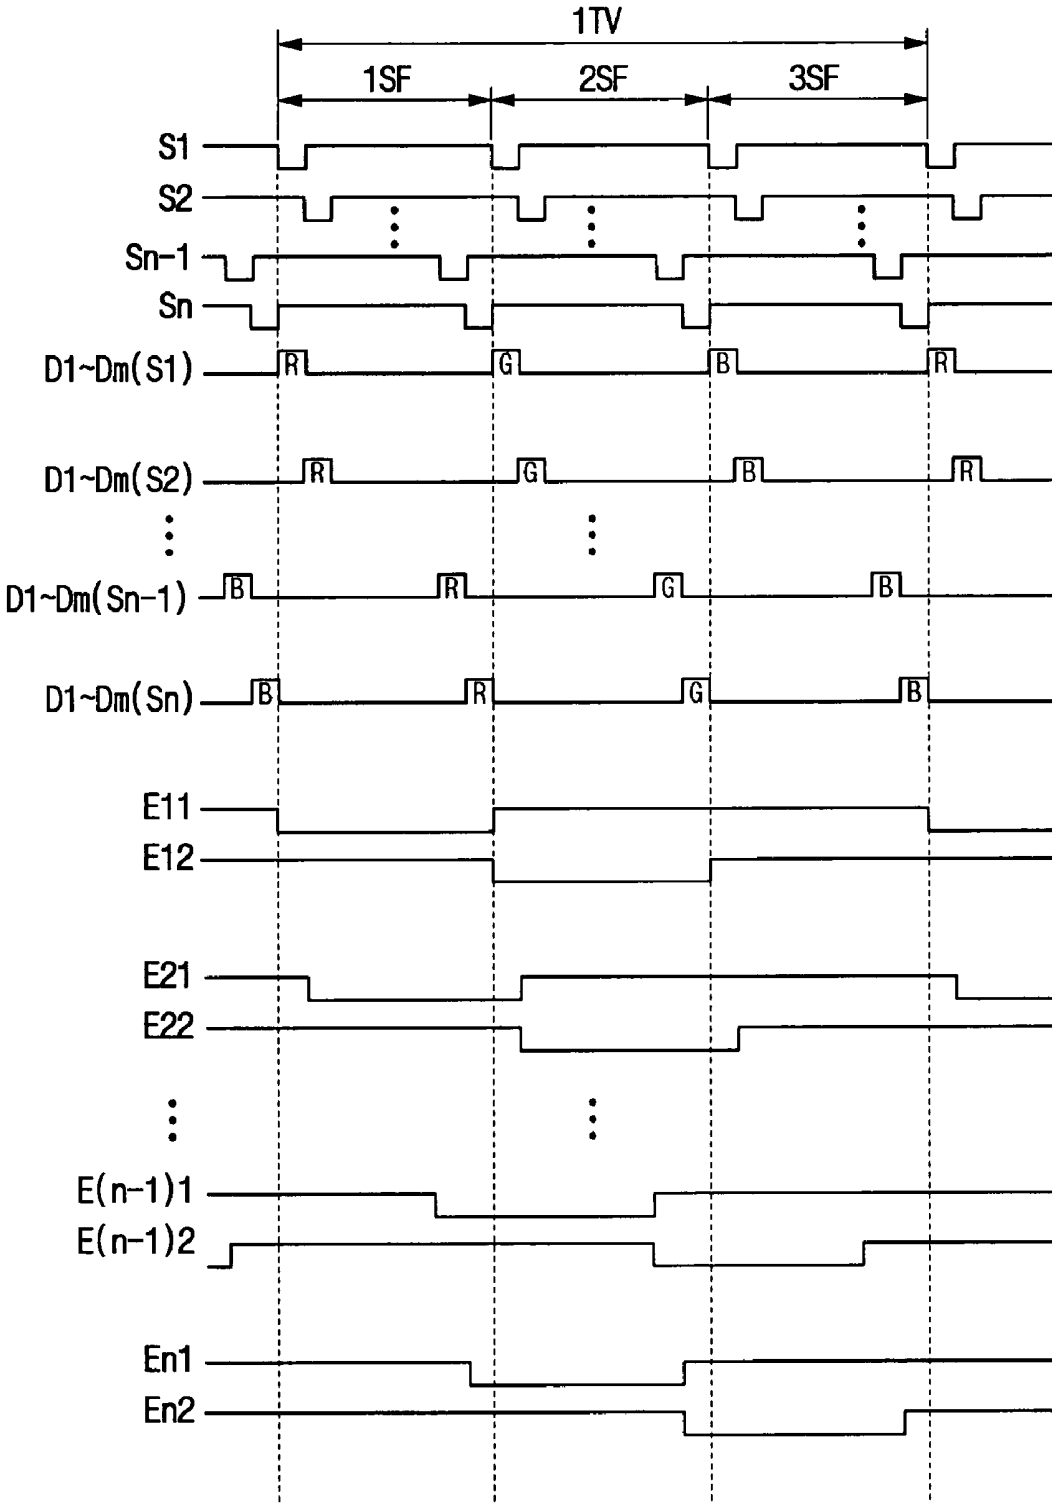 1TV
1SF 2SF 3SF
S1
S2
Sn-1
Sn
D1~Dm(S1) R G B R
D1~Dm(S2) R G B R
D1~Dm(Sn-1) B R G B
D1~Dm(Sn) B R G B
E11
E12
E21
E22
E(n-1)1
E(n-1)2
En1
En2